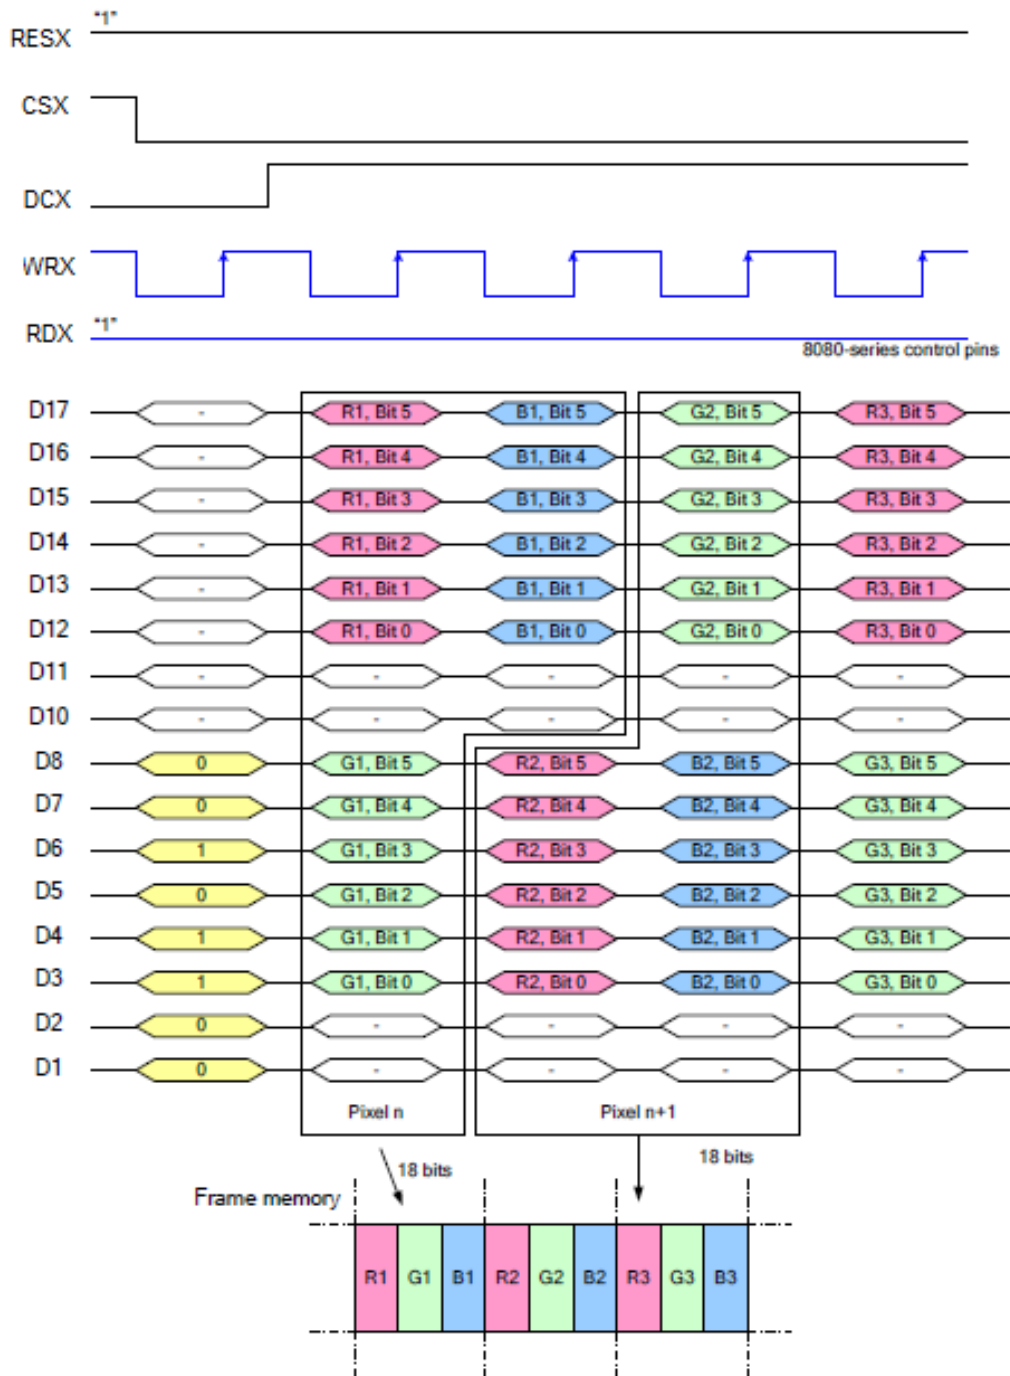 RESX "1"
CSX
DCX
WRX
RDX "1"
8080-series control pins
D17 - R1, Bit 5 B1, Bit 5 G2, Bit 5 R3, Bit 5
D16 - R1, Bit 4 B1, Bit 4 G2, Bit 4 R3, Bit 4
D15 - R1, Bit 3 B1, Bit 3 G2, Bit 3 R3, Bit 3
D14 - R1, Bit 2 B1, Bit 2 G2, Bit 2 R3, Bit 2
D13 - R1, Bit 1 B1, Bit 1 G2, Bit 1 R3, Bit 1
D12 - R1, Bit 0 B1, Bit 0 G2, Bit 0 R3, Bit 0
D11 - - - - -
D10 - - - - -
D8 0 G1, Bit 5 R2, Bit 5 B2, Bit 5 G3, Bit 5
D7 0 G1, Bit 4 R2, Bit 4 B2, Bit 4 G3, Bit 4
D6 1 G1, Bit 3 R2, Bit 3 B2, Bit 3 G3, Bit 3
D5 0 G1, Bit 2 R2, Bit 2 B2, Bit 2 G3, Bit 2
D4 1 G1, Bit 1 R2, Bit 1 B2, Bit 1 G3, Bit 1
D3 1 G1, Bit 0 R2, Bit 0 B2, Bit 0 G3, Bit 0
D2 0 - - - -
D1 0 - - - -
Pixel n Pixel n+1
18 bits 18 bits
Frame memory
R1 G1 B1 R2 G2 B2 R3 G3 B3